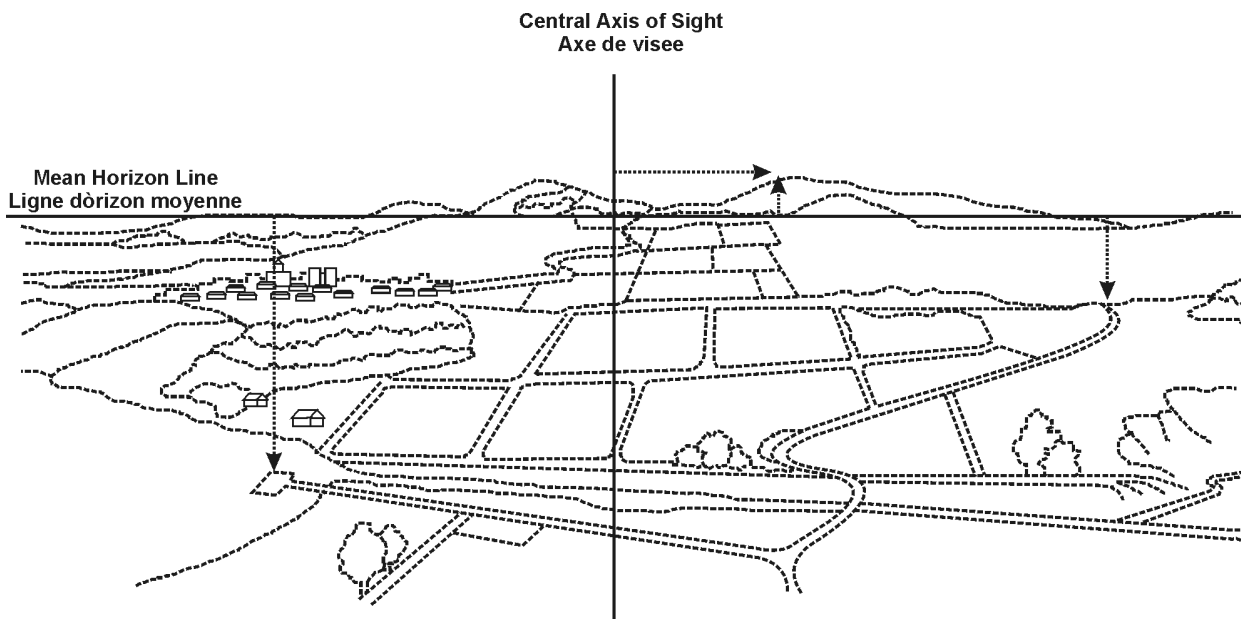 Central Axis of Sight
Axe de visee
Mean Horizon Line
Ligne dòrizon moyenne